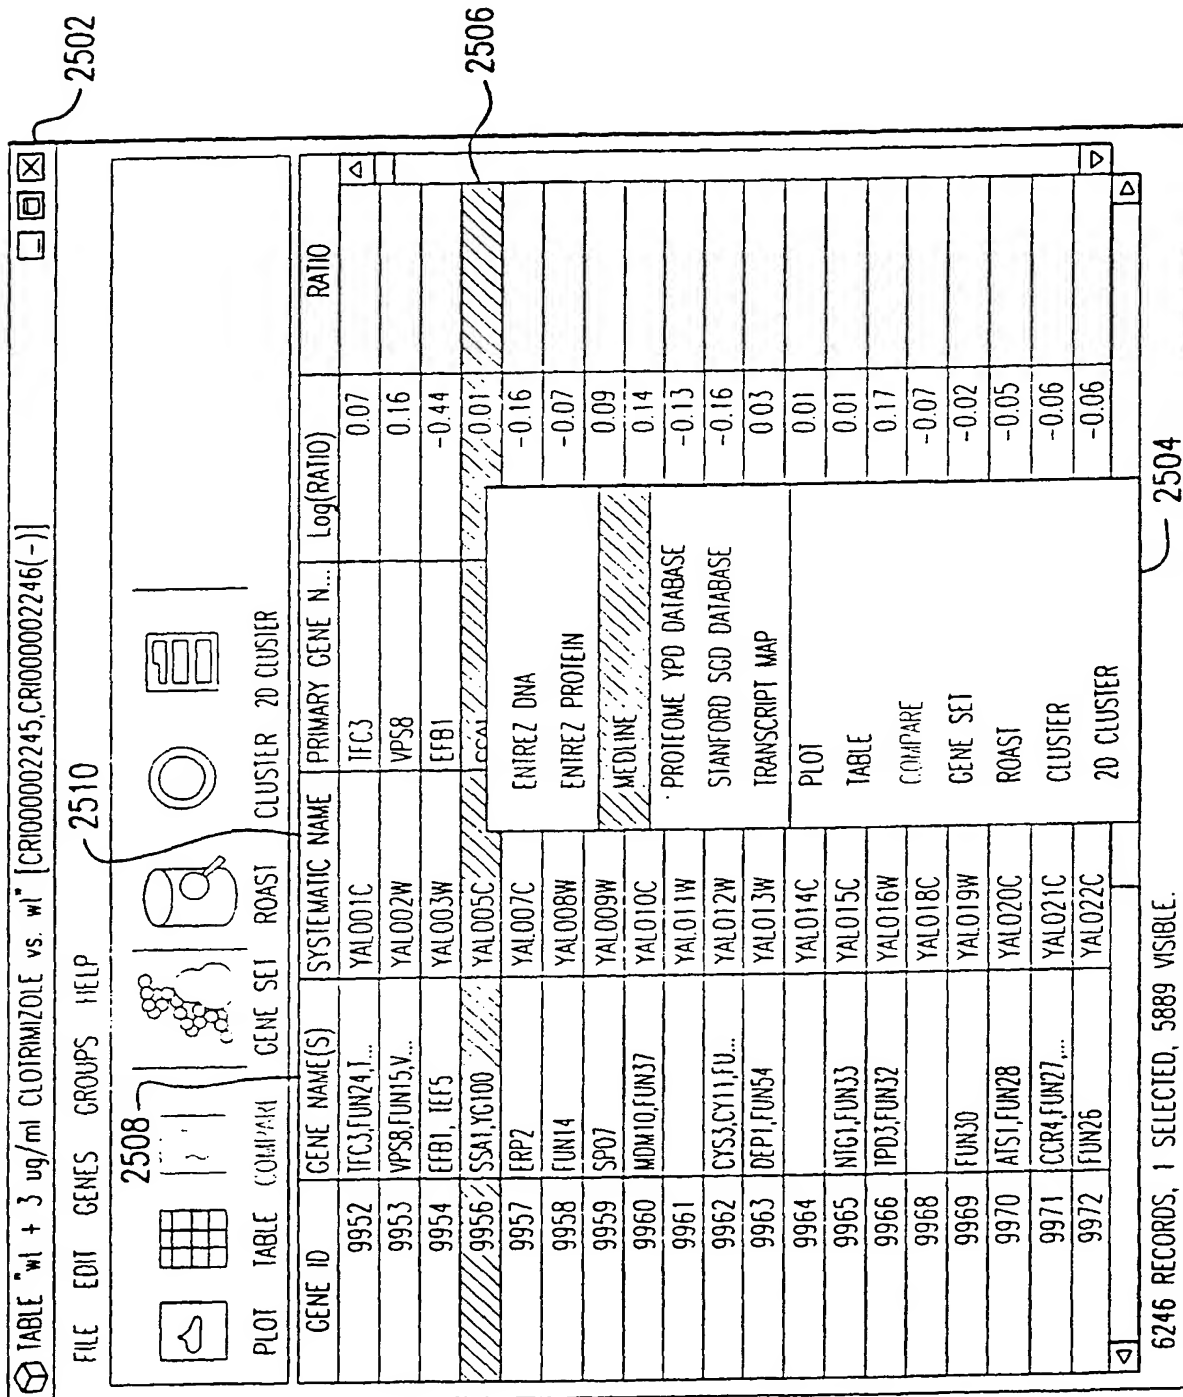 TABLE "wt + 3 ug/ml CLOTRIMIZOLE vs. wt" [CRI000002245,CRI000002246(-)]
2502
FILE EDIT GENES GROUPS HELP
2510
2508
PLOT TABLE COMPARE GENE SET ROAST CLUSTER 2D CLUSTER
GENE ID GENE NAME(S) SYSTEMATIC NAME PRIMARY GENE N... Log(RATIO) RATIO
9952 TFC3,FUN24,T... YAL001C TFC3 0.07
9953 VPS8,FUN15,V... YAL002W VPS8 0.16
9954 EFB1, TEF5 YAL003W EFB1 -0.44
9956 SSA1,YG100 YAL005C SSA1 0.01
2506
9957 ERP2 YAL007C -0.16
9958 FUN14 YAL008W -0.07
9959 SPO7 YAL009W 0.09
9960 MDM10,FUN37 YAL010C 0.14
9961 YAL011W -0.13
9962 CYS3,CYI1,FU... YAL012W -0.16
9963 DEP1,FUN54 YAL013W 0.03
9964 YAL014C 0.01
9965 NTG1,FUN33 YAL015C 0.01
9966 TPD3,FUN32 YAL016W 0.17
9968 YAL018C -0.07
9969 FUN30 YAL019W -0.02
9970 ATS1,FUN28 YAL020C -0.05
9971 CCR4,FUN27,... YAL021C -0.06
9972 FUN26 YAL022C -0.06
ENTREZ DNA
ENTREZ PROTEIN
MEDLINE
PROTEOME YPD DATABASE
STANFORD SGD DATABASE
TRANSCRIPT MAP
PLOT
TABLE
COMPARE
GENE SET
ROAST
CLUSTER
2D CLUSTER
2504
6246 RECORDS, 1 SELECTED, 5889 VISIBLE.